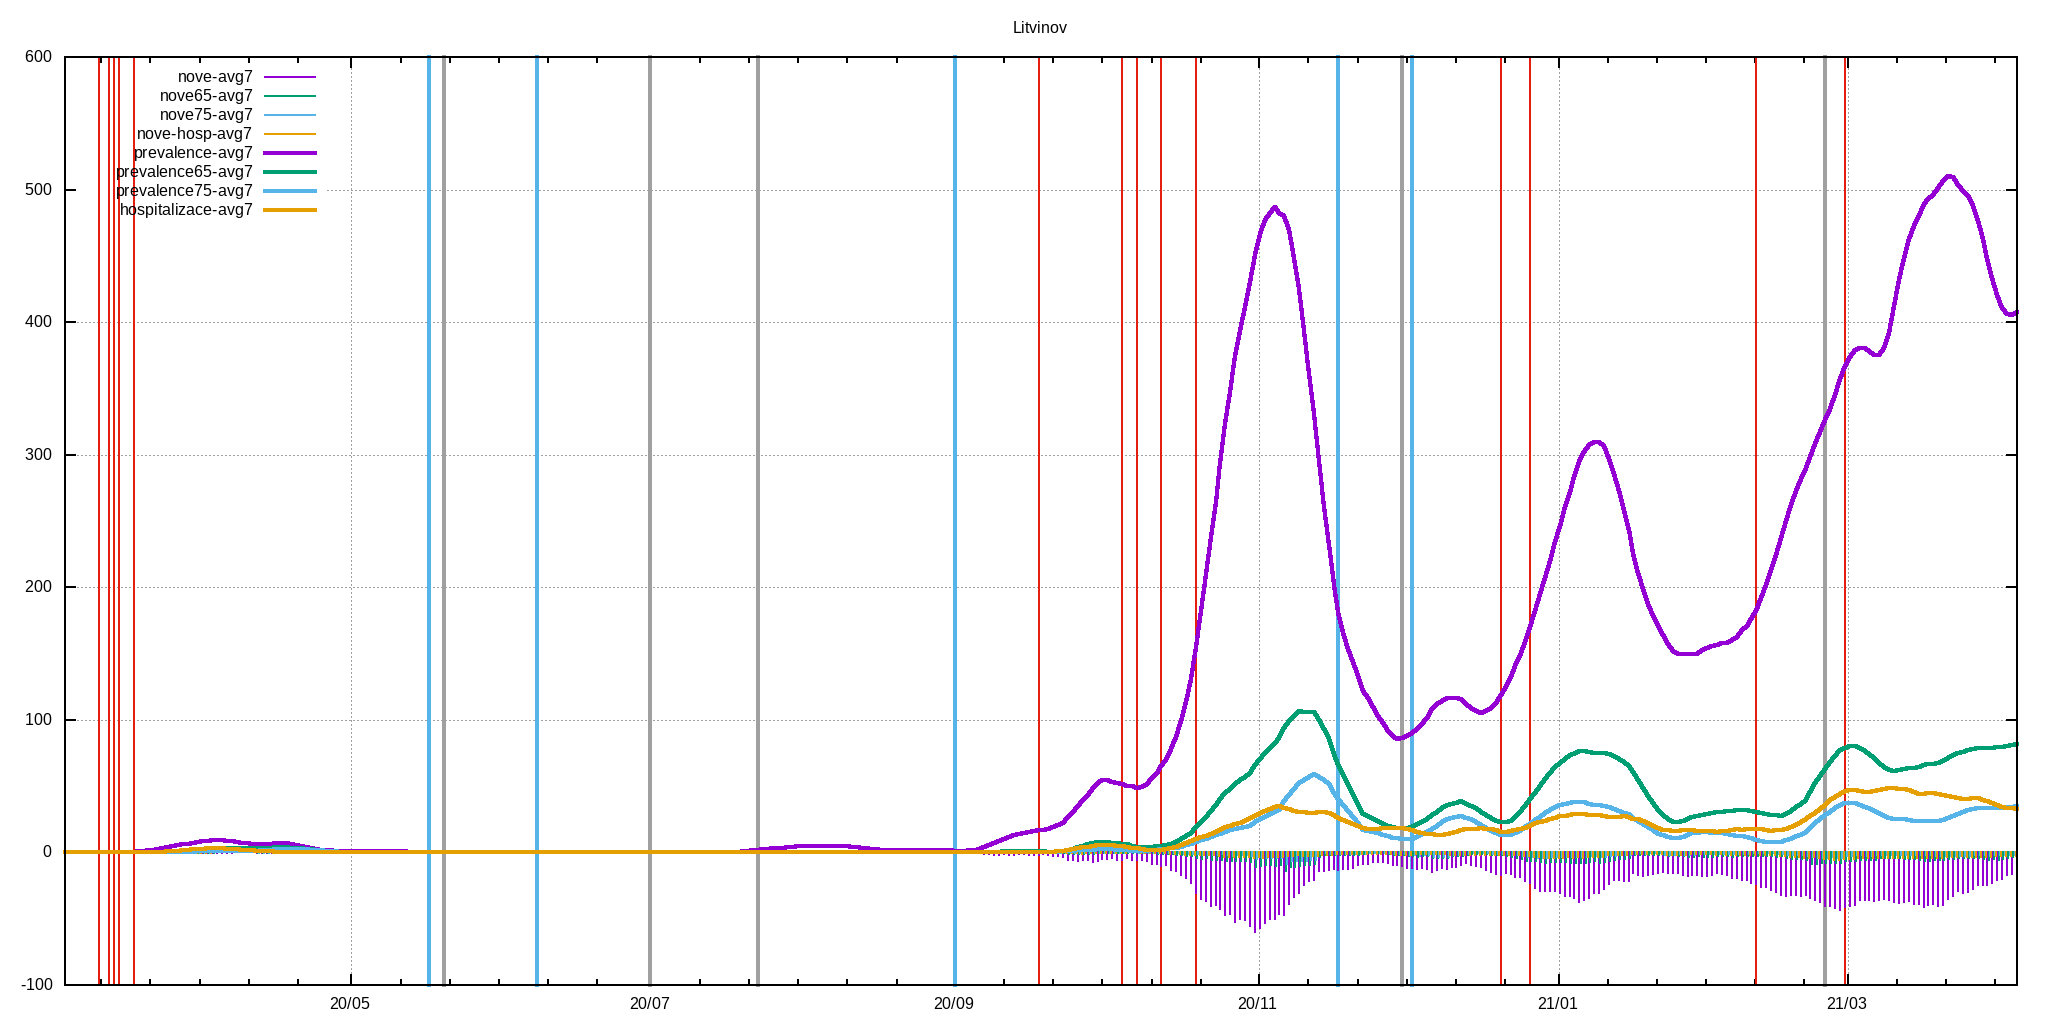 Litvinov
600
500
400
300
200
100
0
-100
nove-avg7
nove65-avg7
nove75-avg7
nove-hosp-avg7
prevalence-avg7
prevalence65-avg7
prevalence75-avg7
hospitalizace-avg7
20/05 20/07 20/09 20/11 21/01 21/03